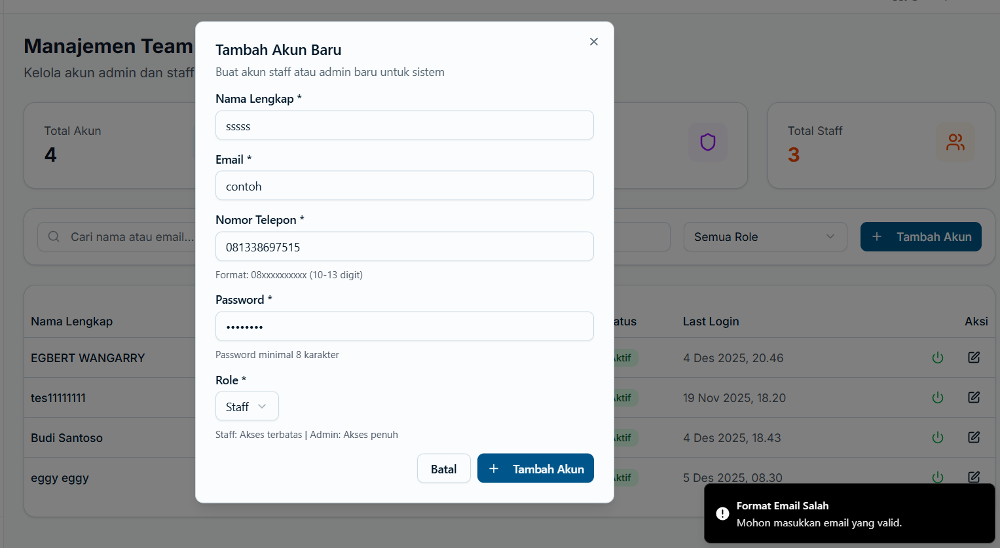 Manajemen Team
Kelola akun admin dan staff
Total Akun
4
Total Staff
3
Cari nama atau email...
Semua Role
+ Tambah Akun
Nama Lengkap
Last Login
Aksi
EGBERT WANGARRY
4 Des 2025, 20.46
tes11111111
19 Nov 2025, 18.20
Budi Santoso
4 Des 2025, 18.43
eggy eggy
5 Des 2025, 08.30
Tambah Akun Baru
Buat akun staff atau admin baru untuk sistem
Nama Lengkap *
sssss
Email *
contoh
Nomor Telepon *
081338697515
Format: 08xxxxxxxxxx (10-13 digit)
Password *
••••••••
Password minimal 8 karakter
Role *
Staff
Staff: Akses terbatas | Admin: Akses penuh
Batal
+ Tambah Akun
Format Email Salah
Mohon masukkan email yang valid.